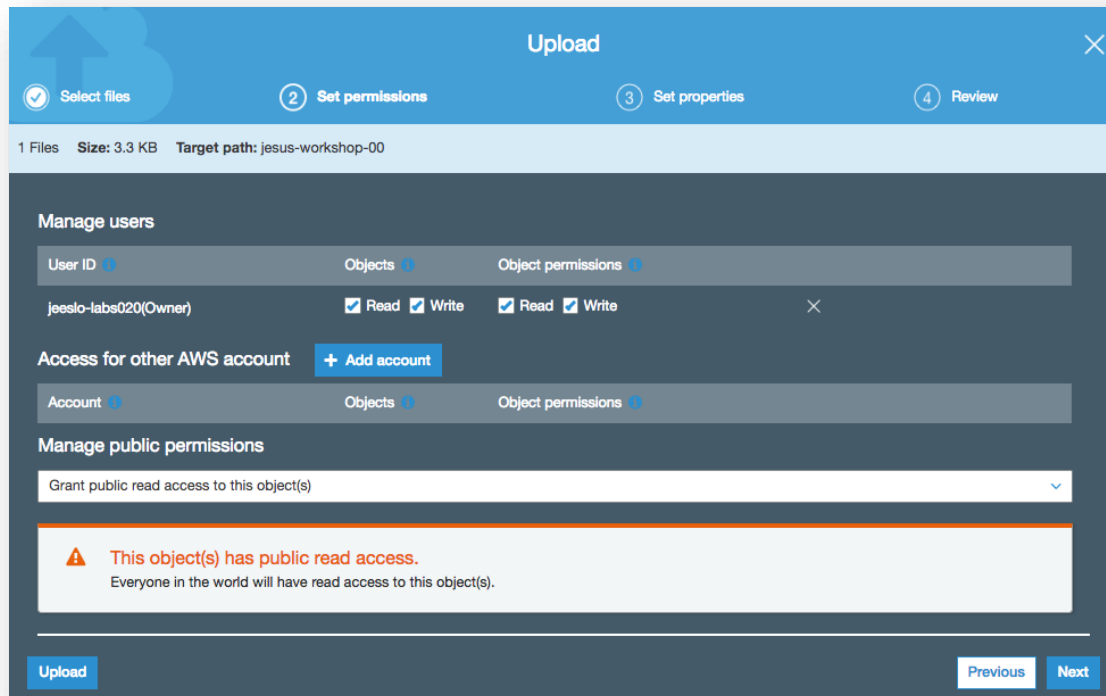 Upload
Select files
2 Set permissions
3 Set properties
4 Review
1 Files Size: 3.3 KB Target path: jesus-workshop-00
Manage users
User ID Objects Object permissions
jeeslo-labs020(Owner) Read Write Read Write
Access for other AWS account + Add account
Account Objects Object permissions
Manage public permissions
Grant public read access to this object(s)
This object(s) has public read access.
Everyone in the world will have read access to this object(s).
Upload Previous Next